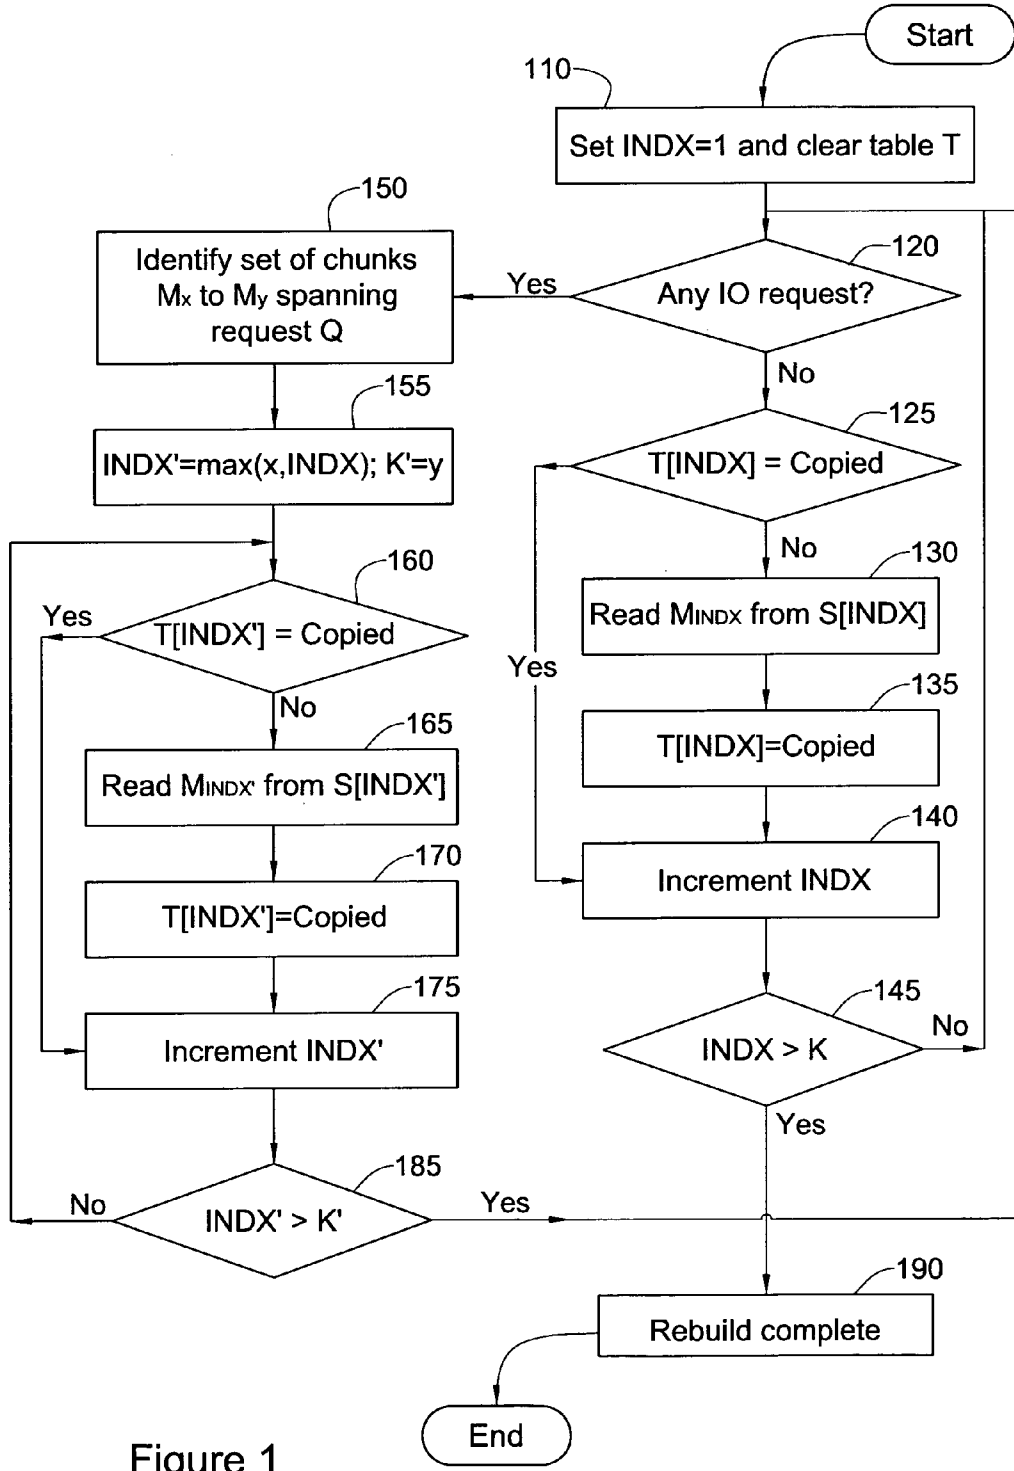 Start
110
Set INDX=1 and clear table T
120
Any IO request?
Yes
No
150
Identify set of chunks
Mx to My spanning
request Q
155
INDX'=max(x,INDX); K'=y
125
T[INDX] = Copied
Yes
No
130
Read MINDX from S[INDX]
135
T[INDX]=Copied
140
Increment INDX
145
INDX > K
No
Yes
160
T[INDX'] = Copied
Yes
No
165
Read MINDX' from S[INDX']
170
T[INDX']=Copied
175
Increment INDX'
185
INDX' > K'
No
Yes
190
Rebuild complete
End
Figure 1